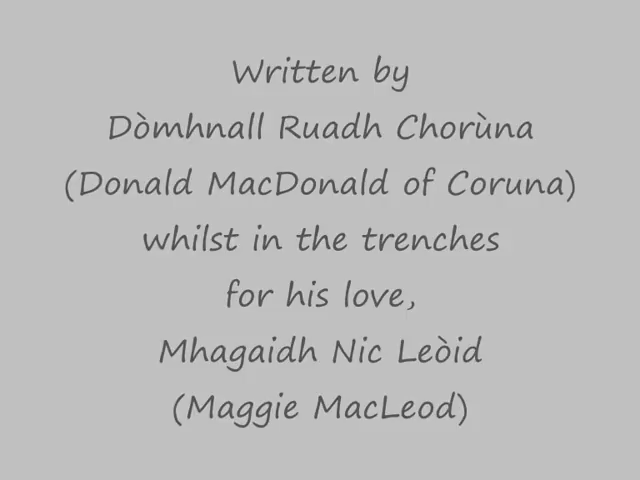 Written by
Dòmhnall Ruadh Chorùna
(Donald MacDonald of Coruna)
whilst in the trenches
for his love,
Mhagaidh Nic Leòid
(Maggie MacLeod)